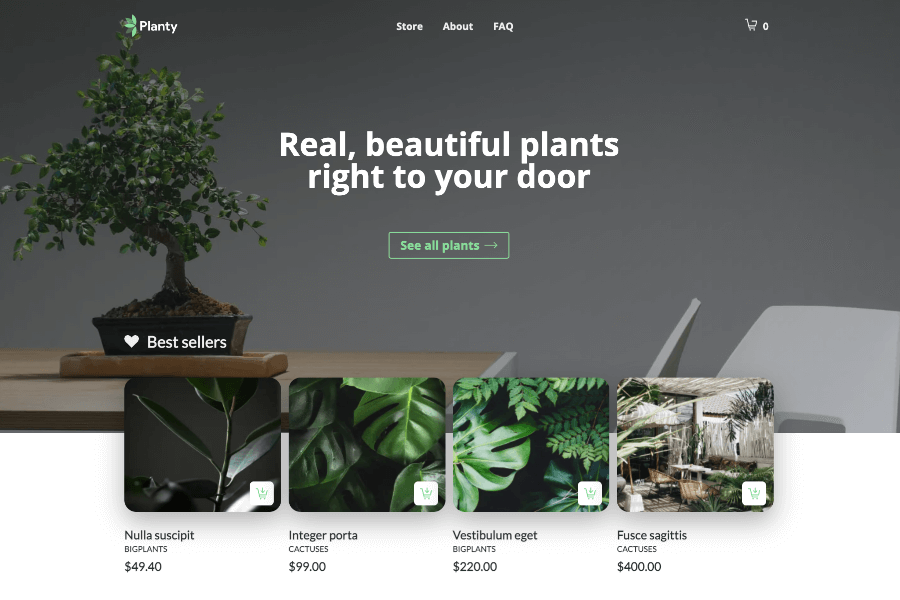 Planty
Store
About
FAQ
0
Real, beautiful plants
right to your door
See all plants
Best sellers
Nulla suscipit
BIGPLANTS
$49.40
Integer porta
CACTUSES
$99.00
Vestibulum eget
BIGPLANTS
$220.00
Fusce sagittis
CACTUSES
$400.00